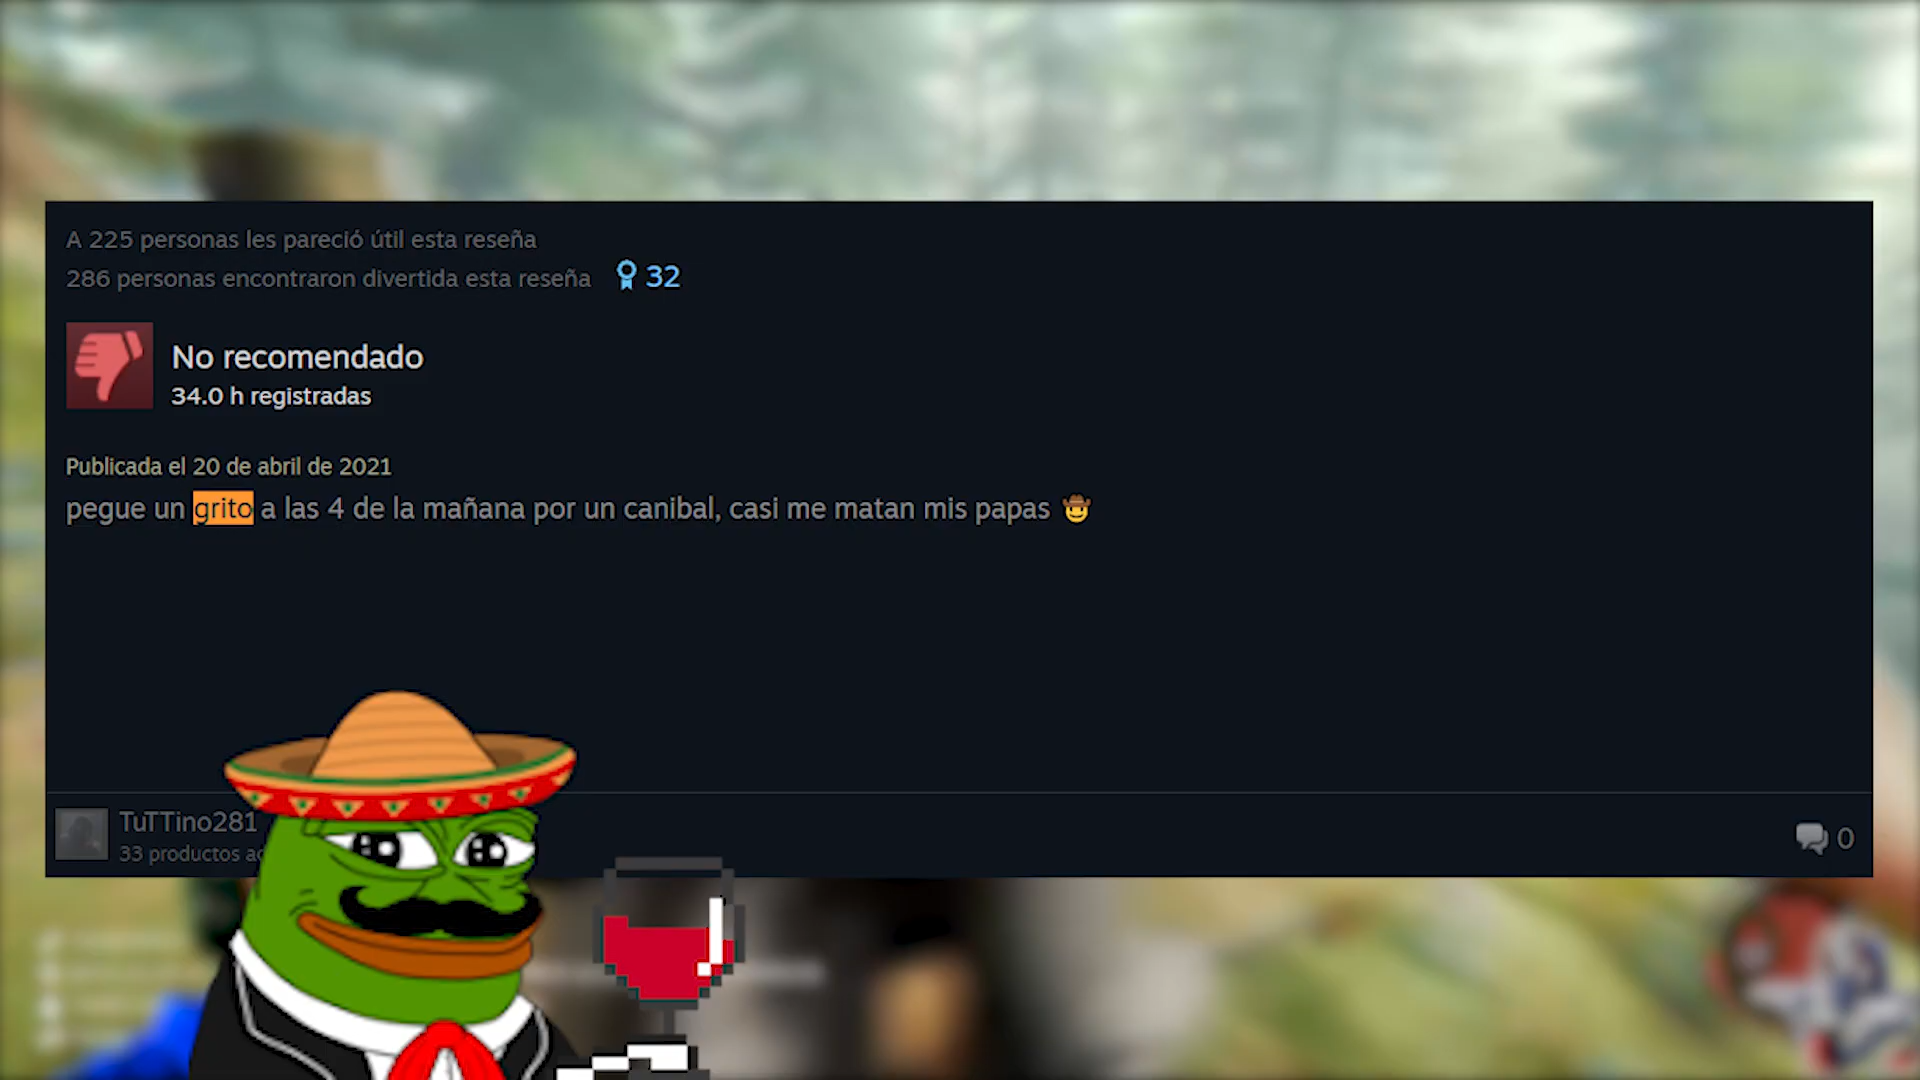 A 225 personas les pareció útil esta reseña
286 personas encontraron divertida esta reseña 32
No recomendado
34.0 h registradas
Publicada el 20 de abril de 2021
pegue un grito a las 4 de la mañana por un canibal, casi me matan mis papas 🤠
TuTTino281
33 productos
0